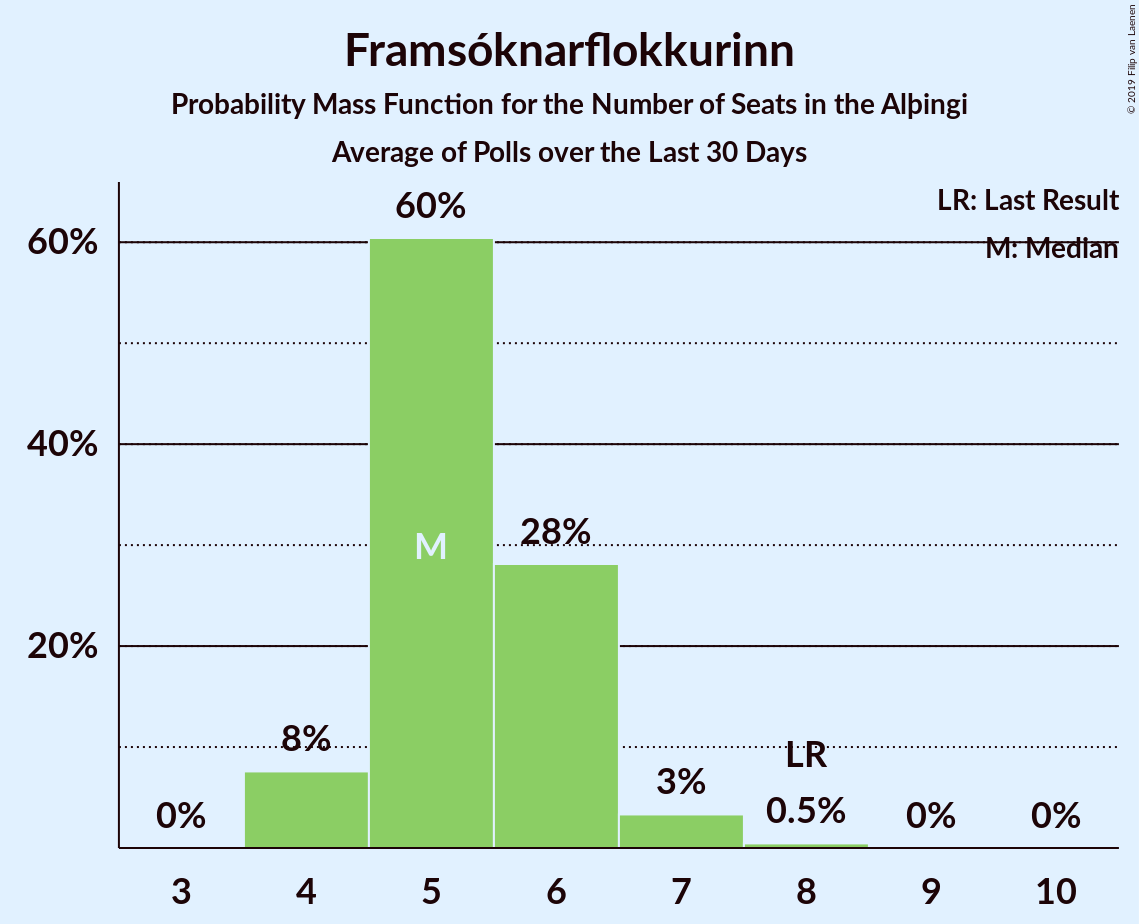 Framsóknarflokkurinn
Probability Mass Function for the Number of Seats in the Alþingi
Average of Polls over the Last 30 Days
© 2019 Filip van Laenen
LR: Last Result
M: Median
60%
40%
20%
0%
8%
60%
M
28%
3%
LR
0.5%
0%
0%
3 4 5 6 7 8 9 10